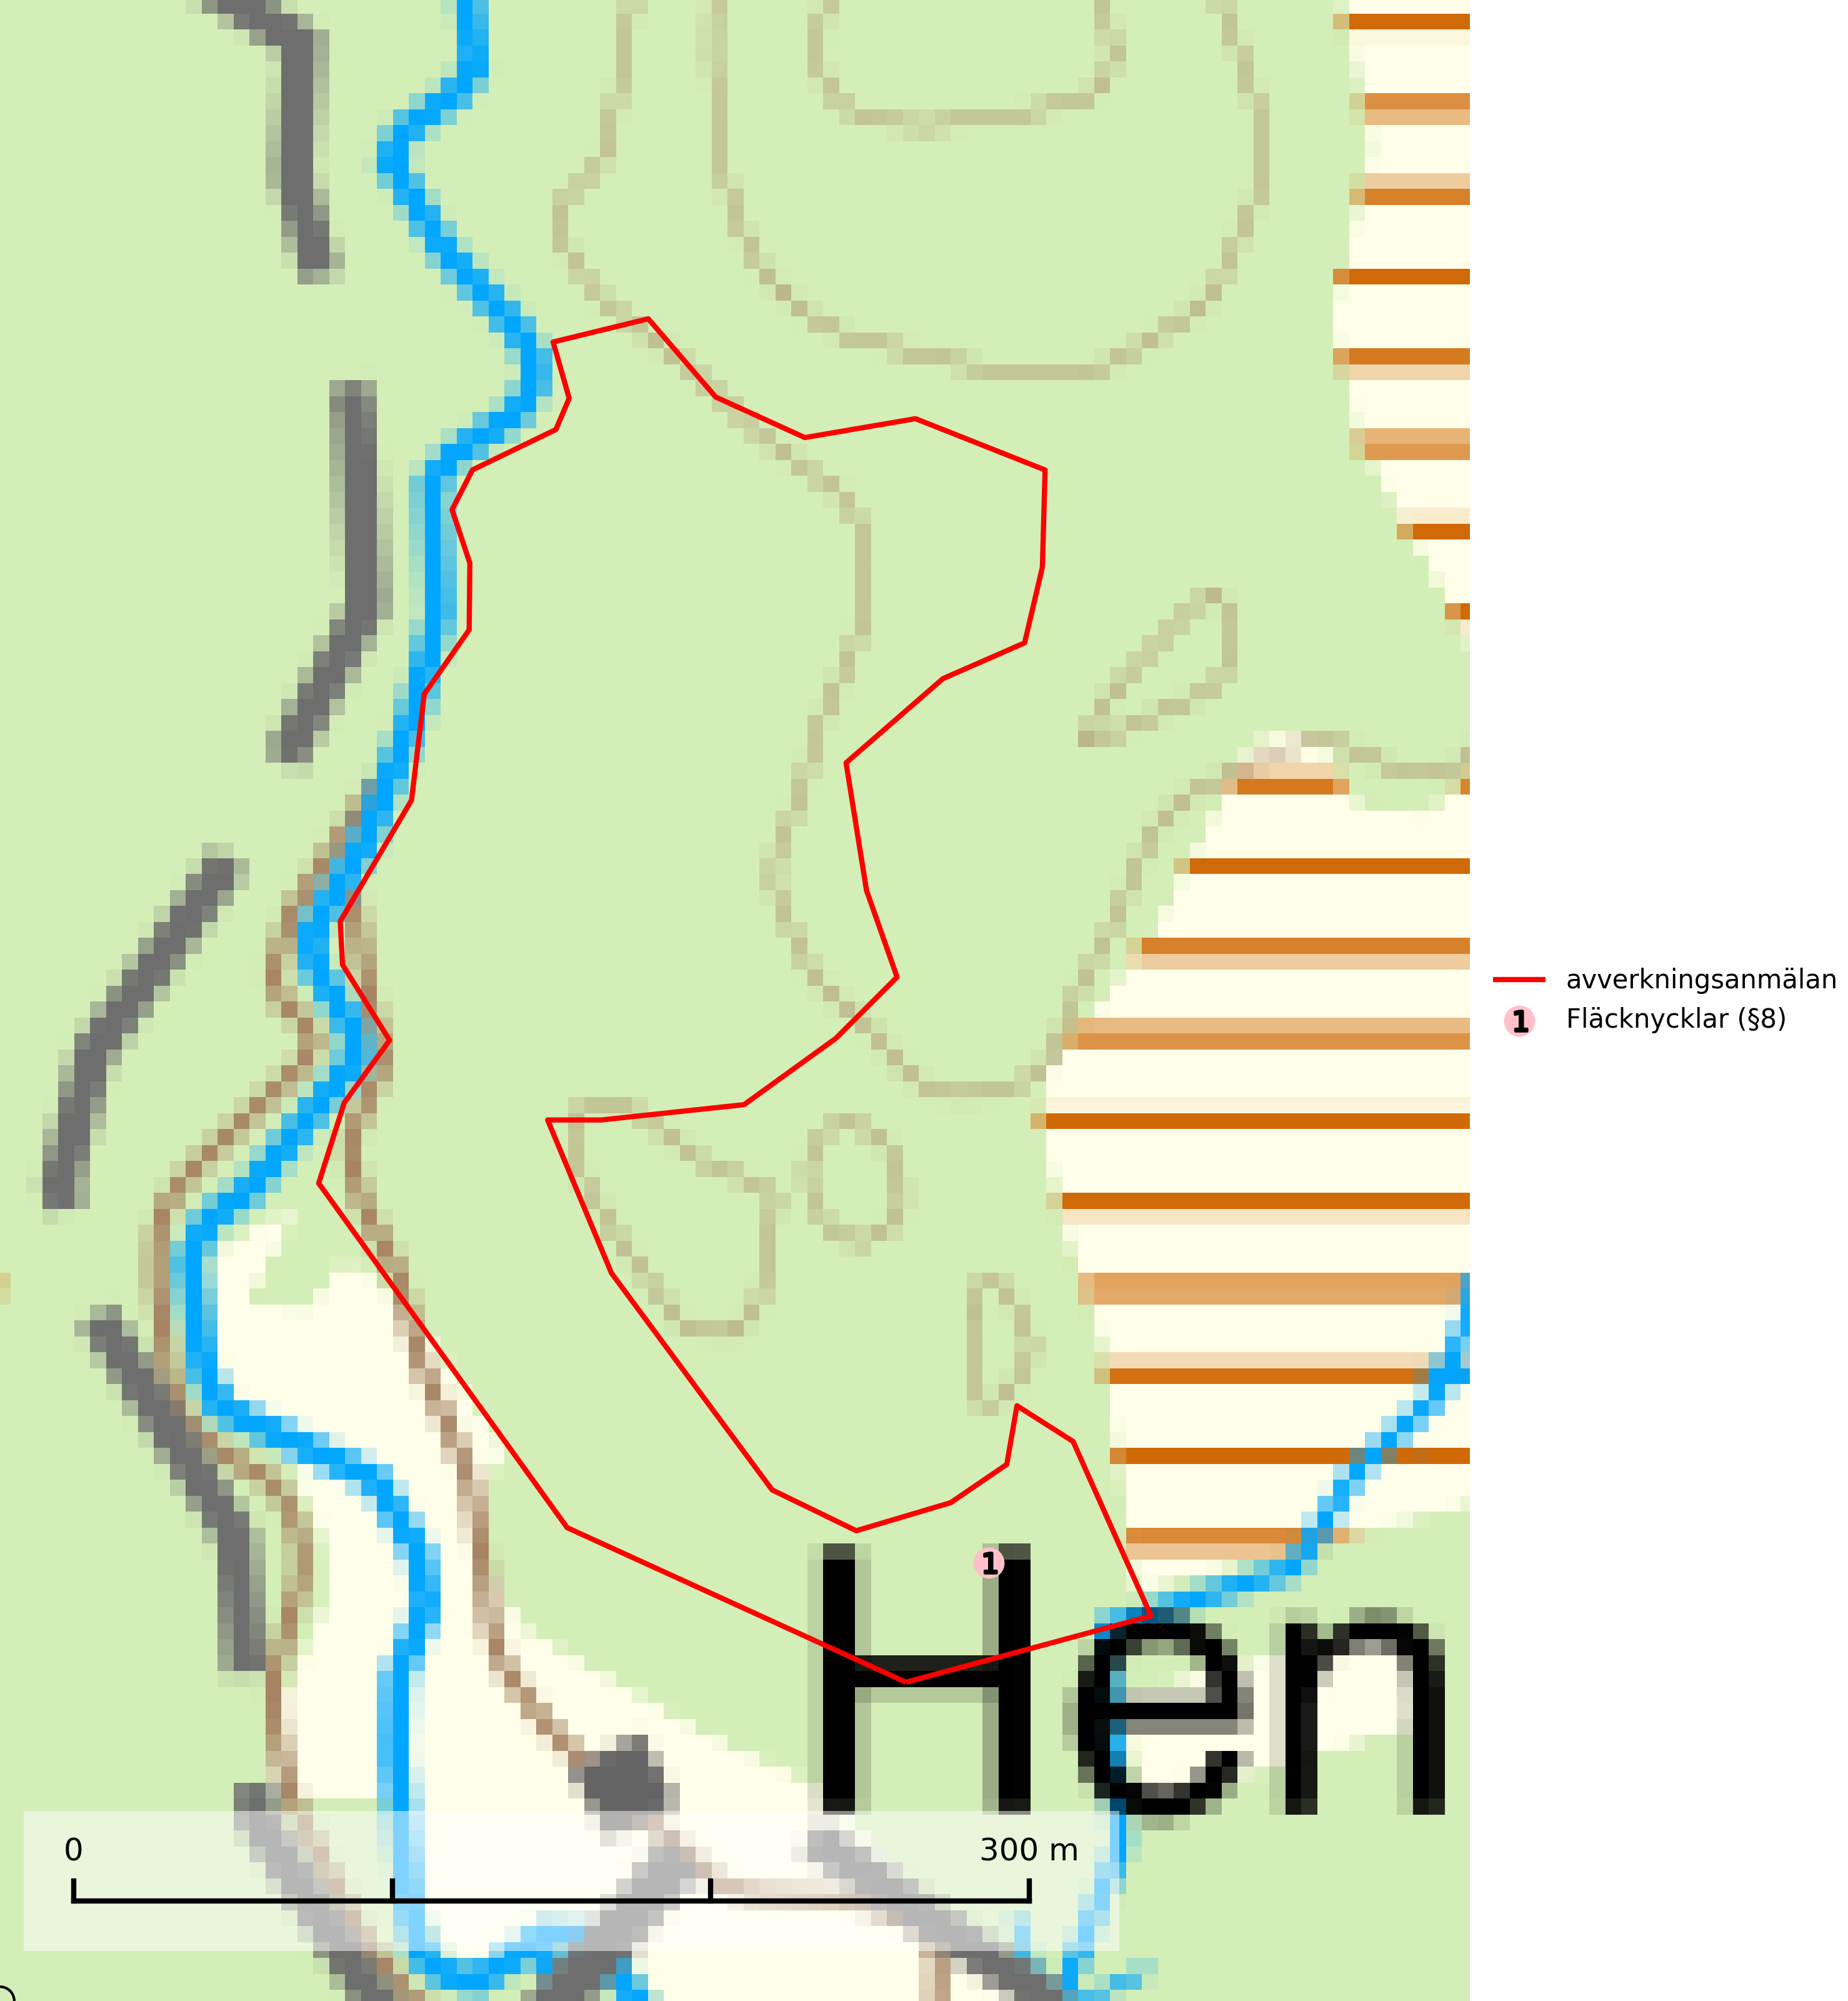 avverkningsanmälan
1 Fläcknycklar (§8)
1
Hen
0 300 m